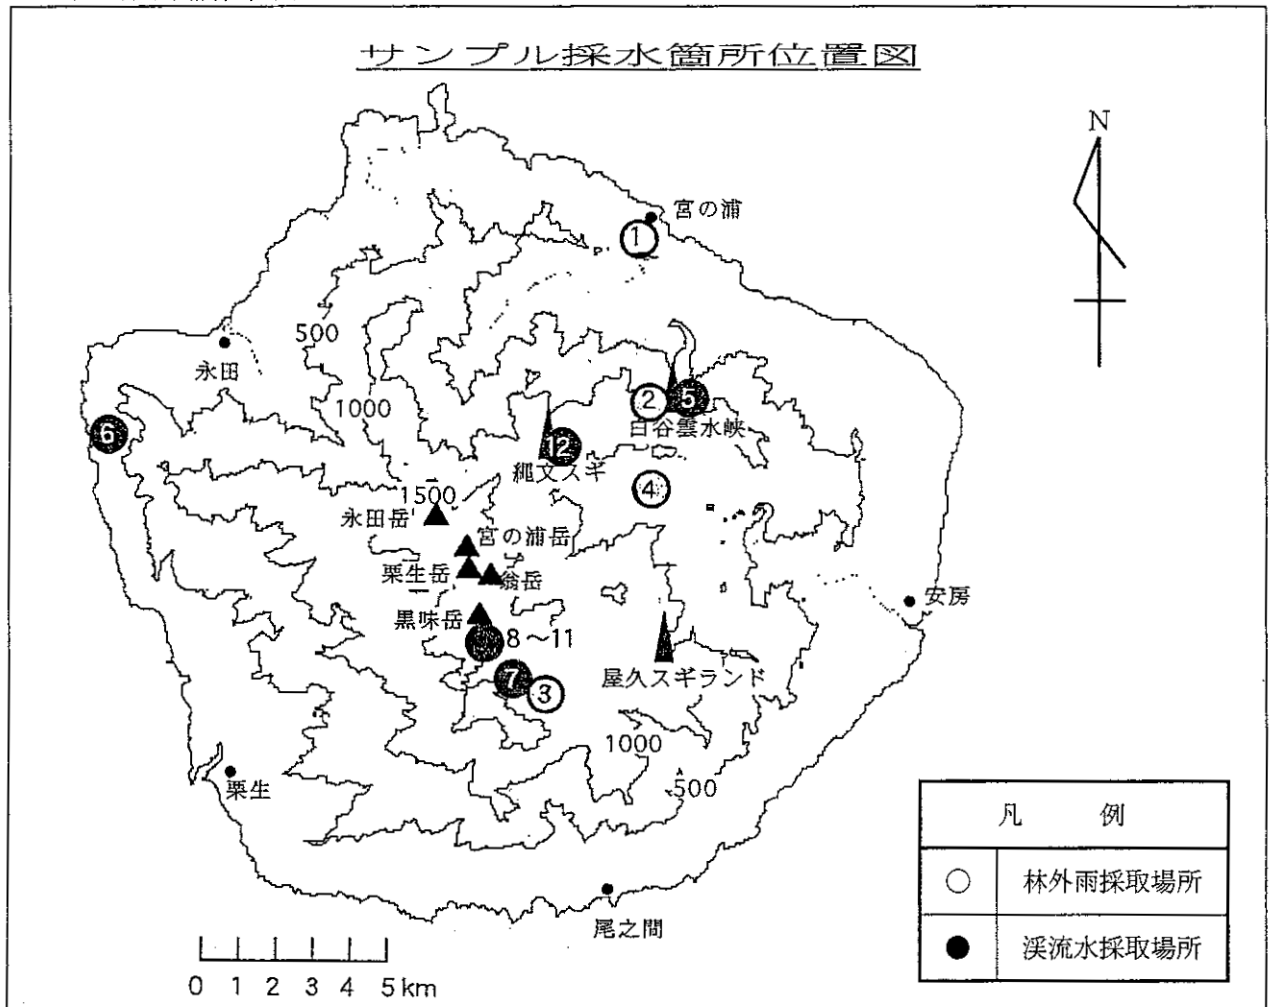 サンプル採水箇所位置図
N
宮の浦
①
500
永田
1000
②
❺
白谷雲水峡
❻
⓬
縄文スギ
④
1500
永田岳
宮の浦岳
栗生岳
翁岳
安房
黒味岳
8～11
❼
③
屋久スギランド
1000
500
栗生
尾之間
0 1 2 3 4 5km
凡 例
○ 林外雨採取場所
● 渓流水採取場所